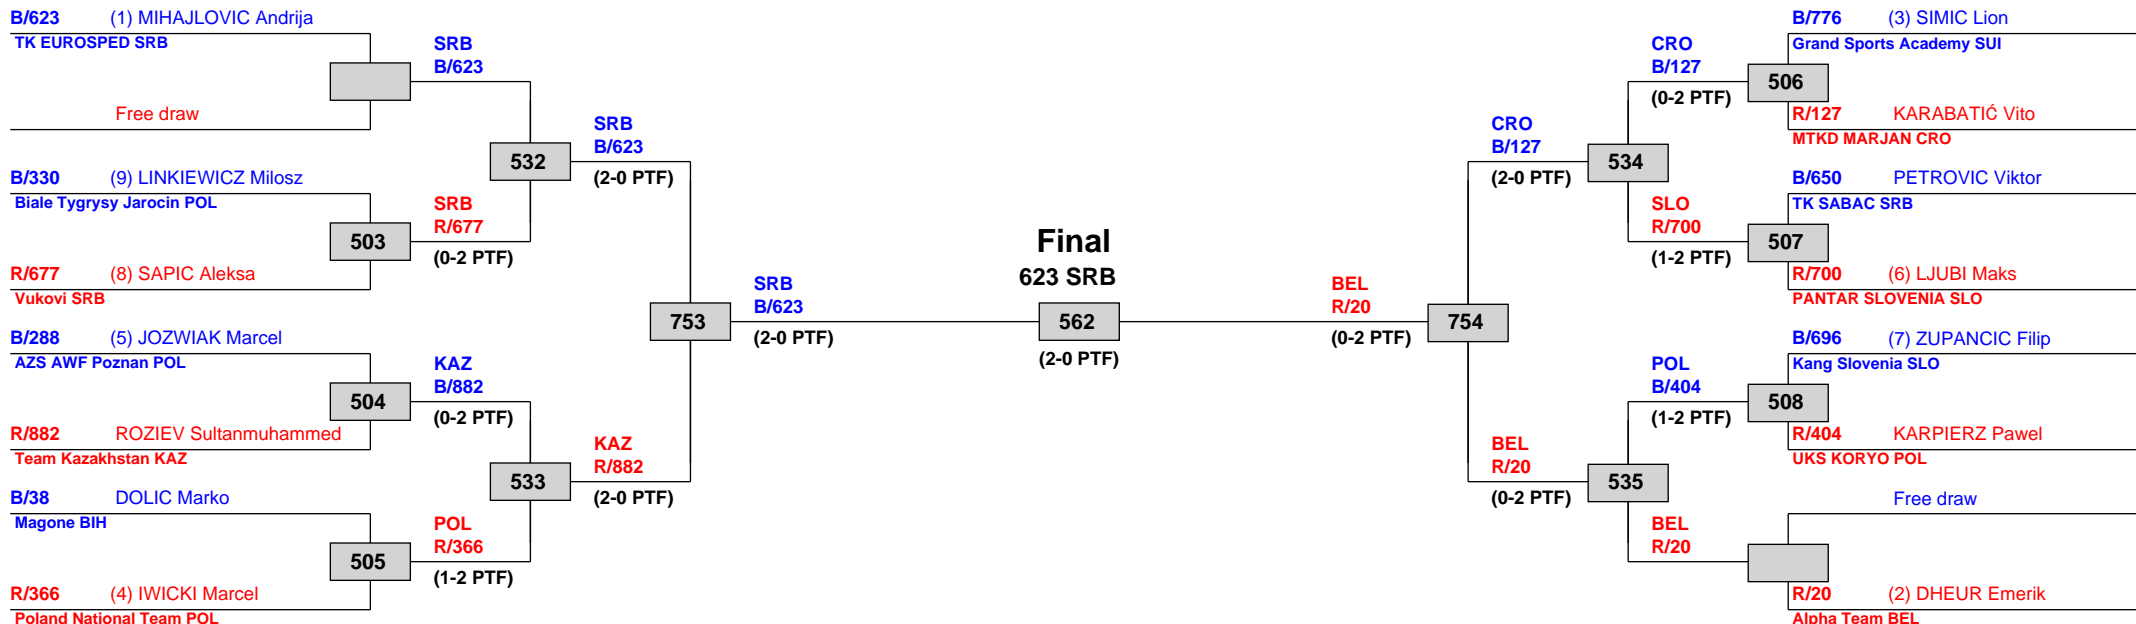 B/623 (1) MIHAJLOVIC Andrija
TK EUROSPED SRB
Free draw
B/330 (9) LINKIEWICZ Milosz
Biale Tygrysy Jarocin POL
503
R/677 (8) SAPIC Aleksa
Vukovi SRB
B/288 (5) JOZWIAK Marcel
AZS AWF Poznan POL
504
R/882 ROZIEV Sultanmuhammed
Team Kazakhstan KAZ
B/38 DOLIC Marko
Magone BIH
505
R/366 (4) IWICKI Marcel
Poland National Team POL
SRB
B/623
532
SRB
R/677
(0-2 PTF)
KAZ
B/882
(0-2 PTF)
533
POL
R/366
(1-2 PTF)
SRB
B/623
(2-0 PTF)
753
KAZ
R/882
(2-0 PTF)
SRB
B/623
(2-0 PTF)
Final
623 SRB
562
(2-0 PTF)
BEL
R/20
(0-2 PTF)
754
CRO
B/127
(2-0 PTF)
BEL
R/20
(0-2 PTF)
CRO
B/127
(0-2 PTF)
534
SLO
R/700
(1-2 PTF)
POL
B/404
(1-2 PTF)
535
BEL
R/20
B/776 (3) SIMIC Lion
Grand Sports Academy SUI
506
R/127 KARABATIĆ Vito
MTKD MARJAN CRO
B/650 PETROVIC Viktor
TK SABAC SRB
507
R/700 (6) LJUBI Maks
PANTAR SLOVENIA SLO
B/696 (7) ZUPANCIC Filip
Kang Slovenia SLO
508
R/404 KARPIERZ Pawel
UKS KORYO POL
Free draw
R/20 (2) DHEUR Emerik
Alpha Team BEL